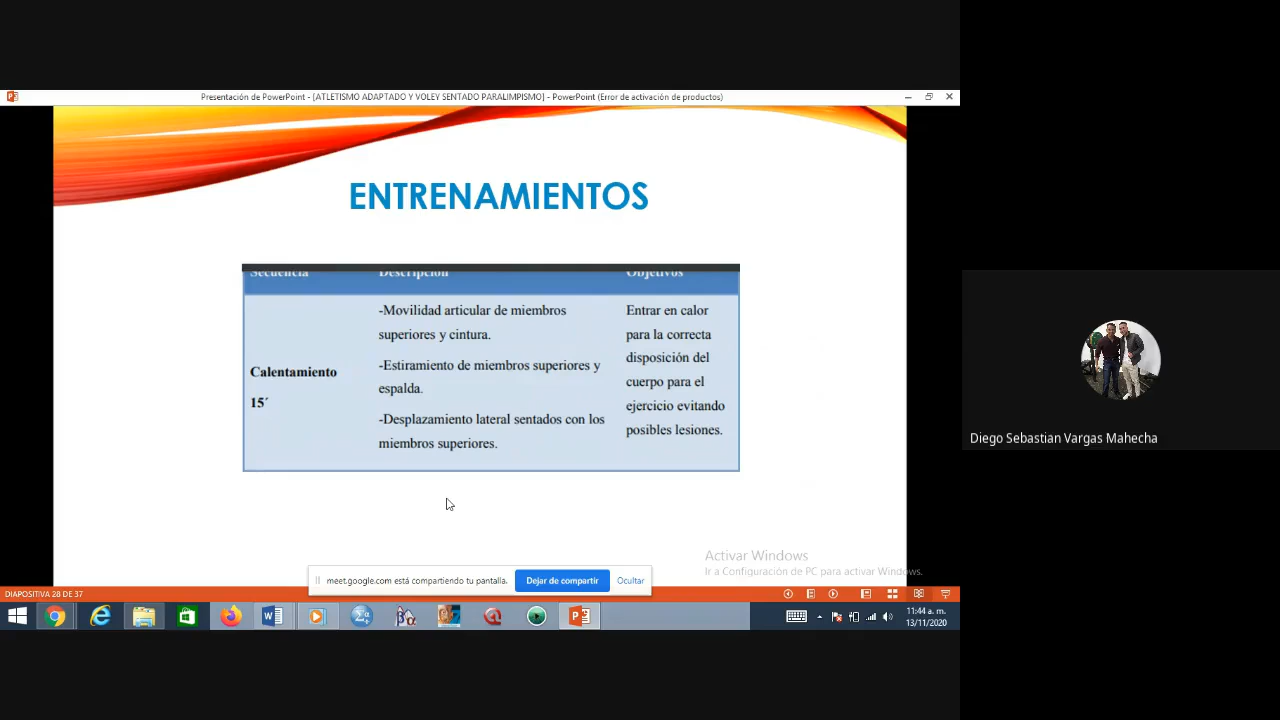 Presentación de PowerPoint - [ATLETISMO ADAPTADO Y VOLEY SENTADO PARALIMPISMO] - PowerPoint (Error de activación de productos)
ENTRENAMIENTOS
Secuencia Descripción Objetivos
Calentamiento
15´
-Movilidad articular de miembros
superiores y cintura.
-Estiramiento de miembros superiores y
espalda.
-Desplazamiento lateral sentados con los
miembros superiores.
Entrar en calor
para la correcta
disposición del
cuerpo para el
ejercicio evitando
posibles lesiones.
Diego Sebastian Vargas Mahecha
Activar Windows
Ir a Configuración de PC para activar Windows.
meet.google.com está compartiendo tu pantalla. Dejar de compartir Ocultar
DIAPOSITIVA 28 DE 37
11:44 a. m.
13/11/2020